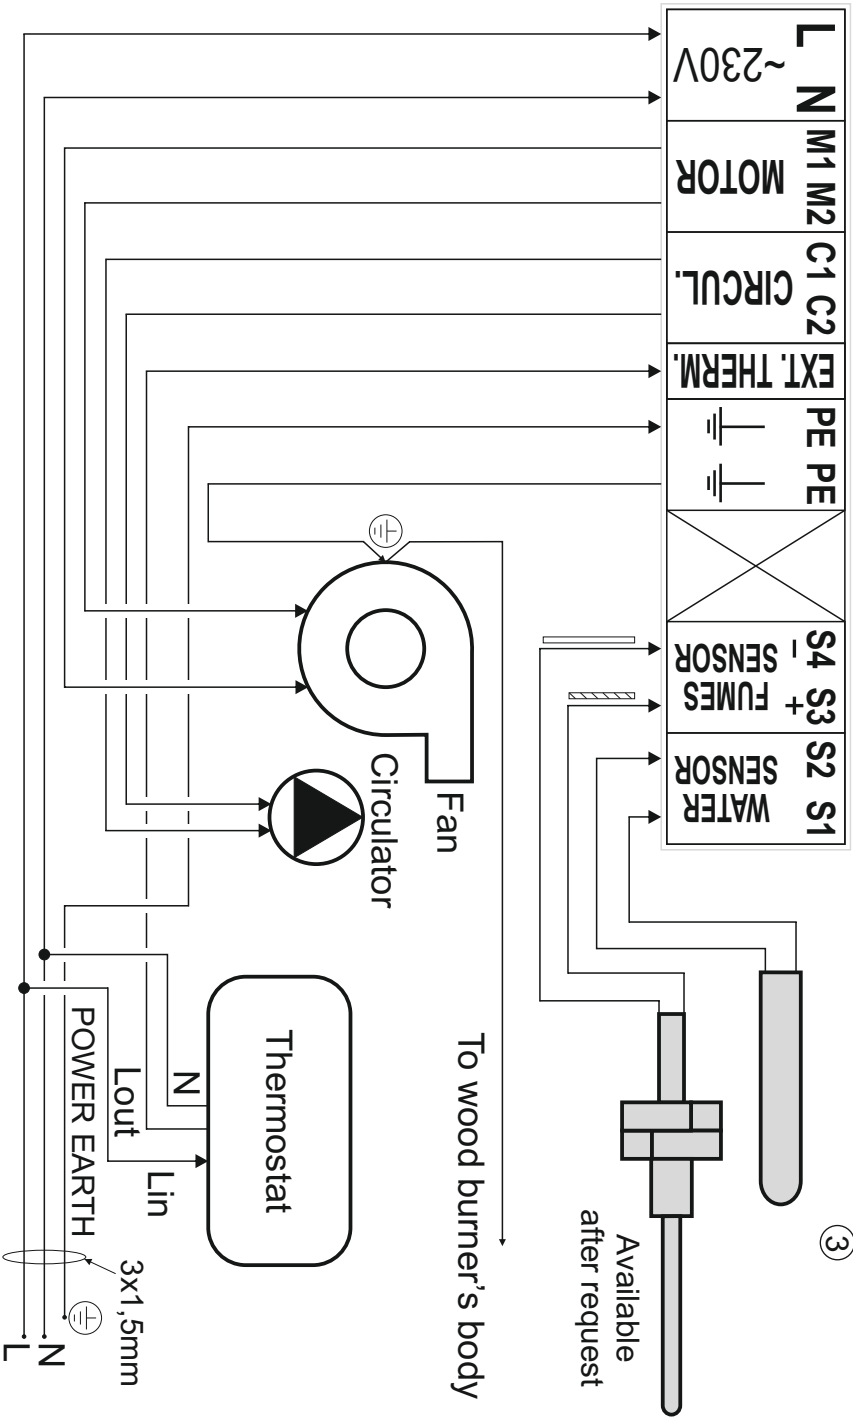 L N
~230V
M1 M2
MOTOR
C1 C2
CIRCUL.
EXT. THERM.
PE PE
S4 S3
- +
FUMES
SENSOR
S2 S1
WATER
SENSOR
Fan
Circulator
Thermostat
N
Lout
Lin
POWER EARTH
3x1,5mm
N
L
To wood burner's body
Available
after request
3